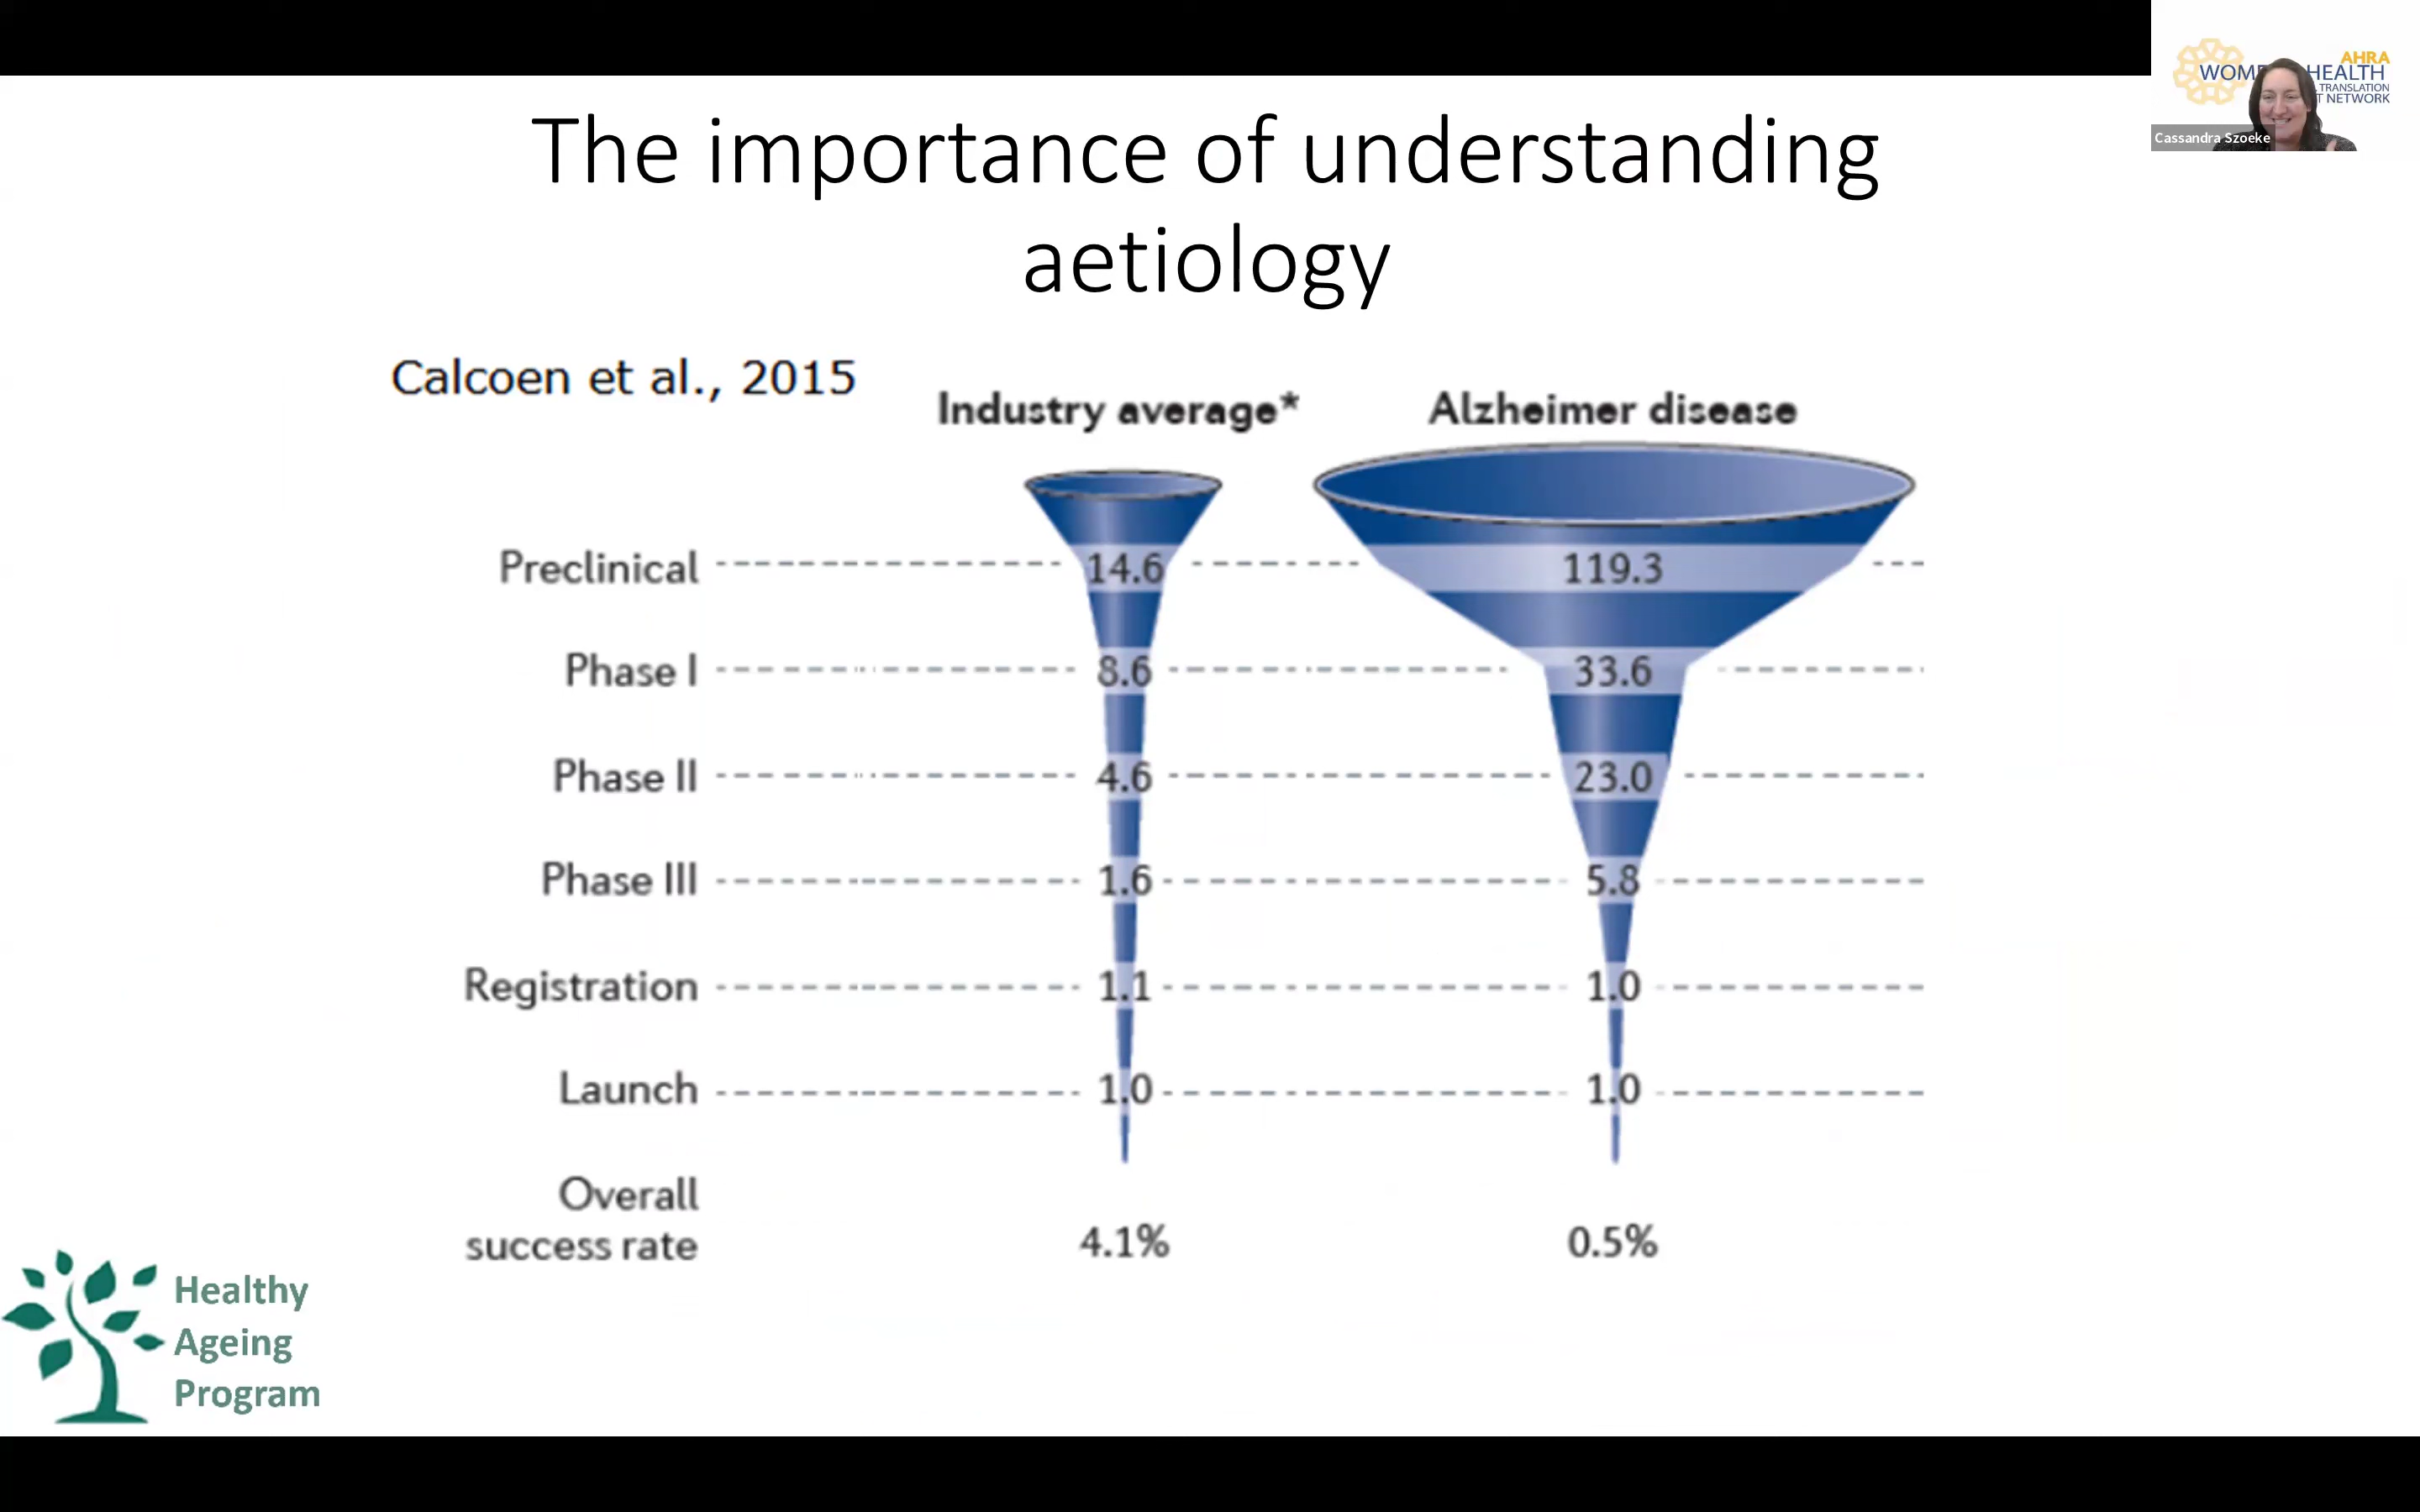 AHRA
HEALTH
TRANSLATION
NETWORK
Cassandra Szoeke
The importance of understanding
aetiology
Calcoen et al., 2015
Industry average* Alzheimer disease
Preclinical 14.6 119.3
Phase I 8.6 33.6
Phase II 4.6 23.0
Phase III 1.6 5.8
Registration 1.1 1.0
Launch 1.0 1.0
Overall
success rate 4.1% 0.5%
Healthy
Ageing
Program